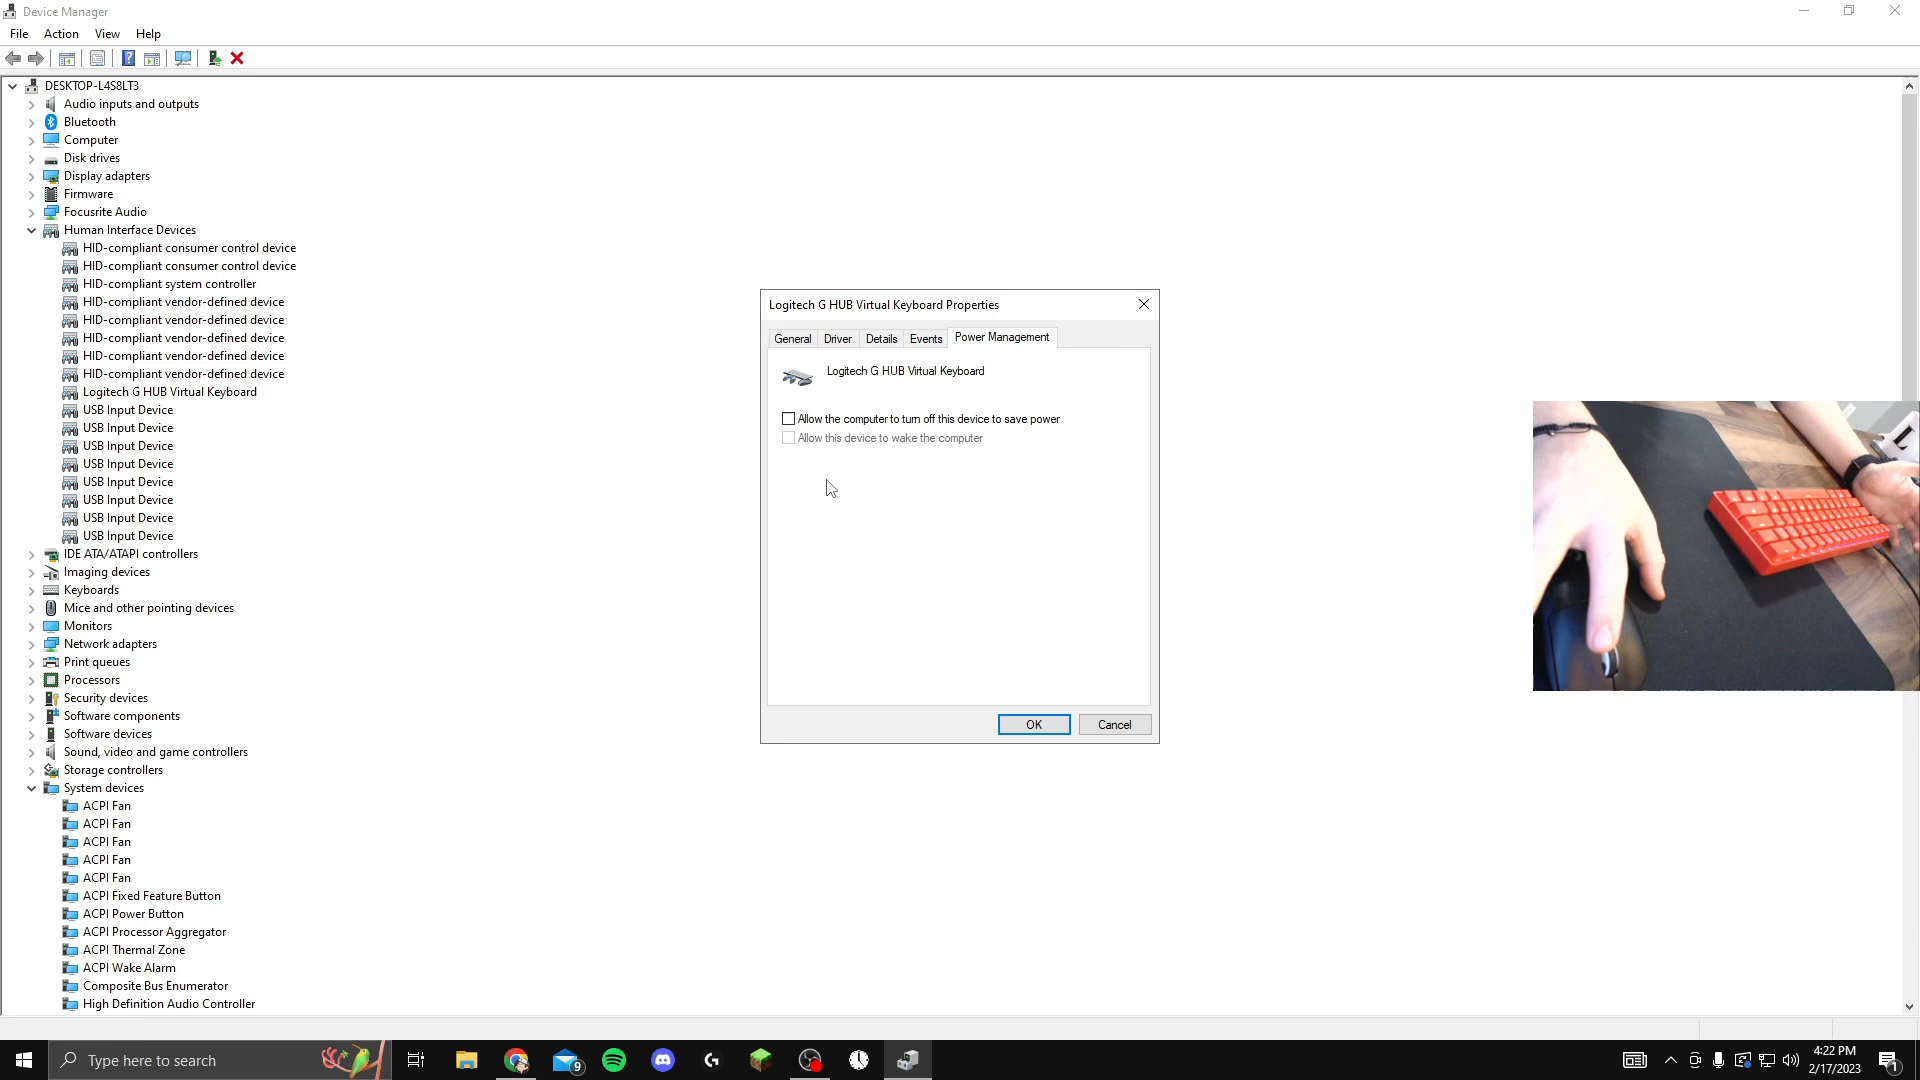 Device Manager
File Action View Help
DESKTOP-L4S8LT3
Audio inputs and outputs
Bluetooth
Computer
Disk drives
Display adapters
Firmware
Focusrite Audio
Human Interface Devices
HID-compliant consumer control device
HID-compliant consumer control device
HID-compliant system controller
HID-compliant vendor-defined device
HID-compliant vendor-defined device
HID-compliant vendor-defined device
HID-compliant vendor-defined device
HID-compliant vendor-defined device
Logitech G HUB Virtual Keyboard
USB Input Device
USB Input Device
USB Input Device
USB Input Device
USB Input Device
USB Input Device
USB Input Device
USB Input Device
IDE ATA/ATAPI controllers
Imaging devices
Keyboards
Mice and other pointing devices
Monitors
Network adapters
Print queues
Processors
Security devices
Software components
Software devices
Sound, video and game controllers
Storage controllers
System devices
ACPI Fan
ACPI Fan
ACPI Fan
ACPI Fan
ACPI Fan
ACPI Fixed Feature Button
ACPI Power Button
ACPI Processor Aggregator
ACPI Thermal Zone
ACPI Wake Alarm
Composite Bus Enumerator
High Definition Audio Controller
Logitech G HUB Virtual Keyboard Properties
General Driver Details Events Power Management
Logitech G HUB Virtual Keyboard
Allow the computer to turn off this device to save power
Allow this device to wake the computer
OK Cancel
Type here to search
9
4:22 PM
2/17/2023
1